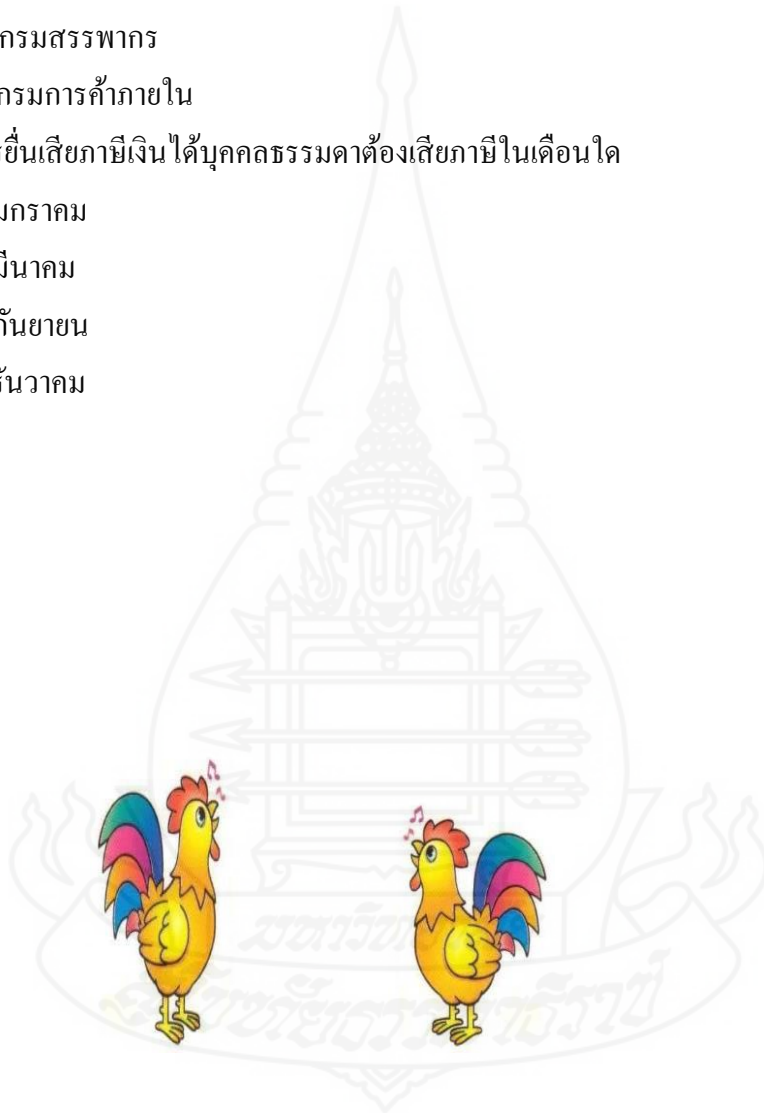 กรมสรรพากร
กรมการค้าภายใน
ยื่นเสียภาษีเงินได้บุคคลธรรมดาต้องเสียภาษีในเดือนใด
มกราคม
มีนาคม
กันยายน
ธันวาคม